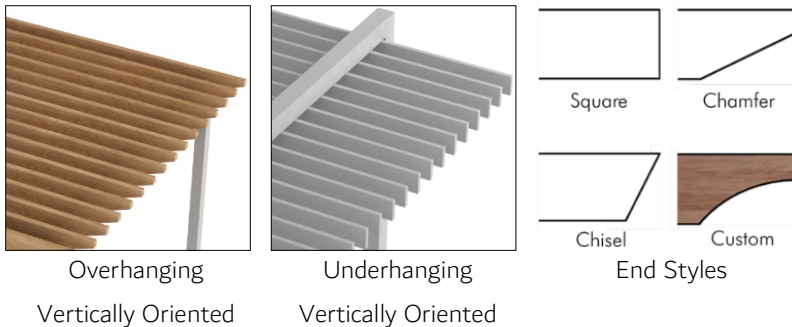 Square
Chamfer
Chisel
Custom
Overhanging
Underhanging
End Styles
Vertically Oriented
Vertically Oriented